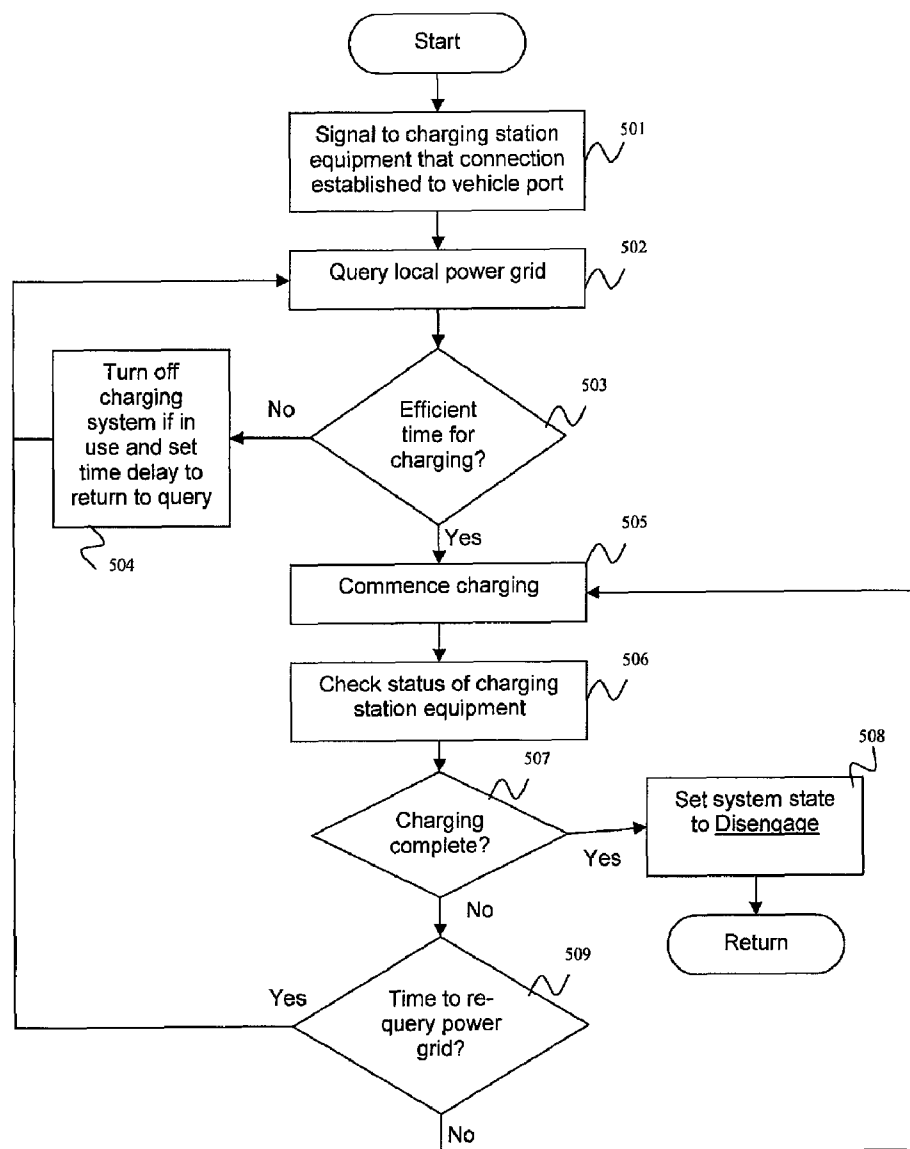 Start
Signal to charging station
equipment that connection
established to vehicle port
501
Query local power grid
502
Turn off
charging
system if in
use and set
time delay to
return to query
504
No
Efficient
time for
charging?
503
Yes
505
Commence charging
Check status of charging
station equipment
506
507
Charging
complete?
Yes
508
Set system state
to Disengage
Return
No
509
Yes
Time to re-
query power
grid?
No